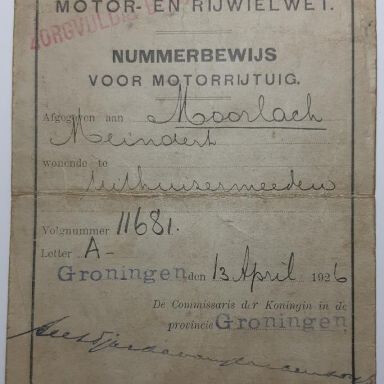 MOTOR- EN RIJWIELWET.
ZORGVULDIG
NUMMERBEWIJS
VOOR MOTORRIJTUIG.
Afgegeven aan Moorlach
Meindert
wonende te
Uithuizermeeden
Volgnummer 11681.
Letter A-
Groningen, den 13 April 1926
De Commissaris der Koningin in de
provincie Groningen